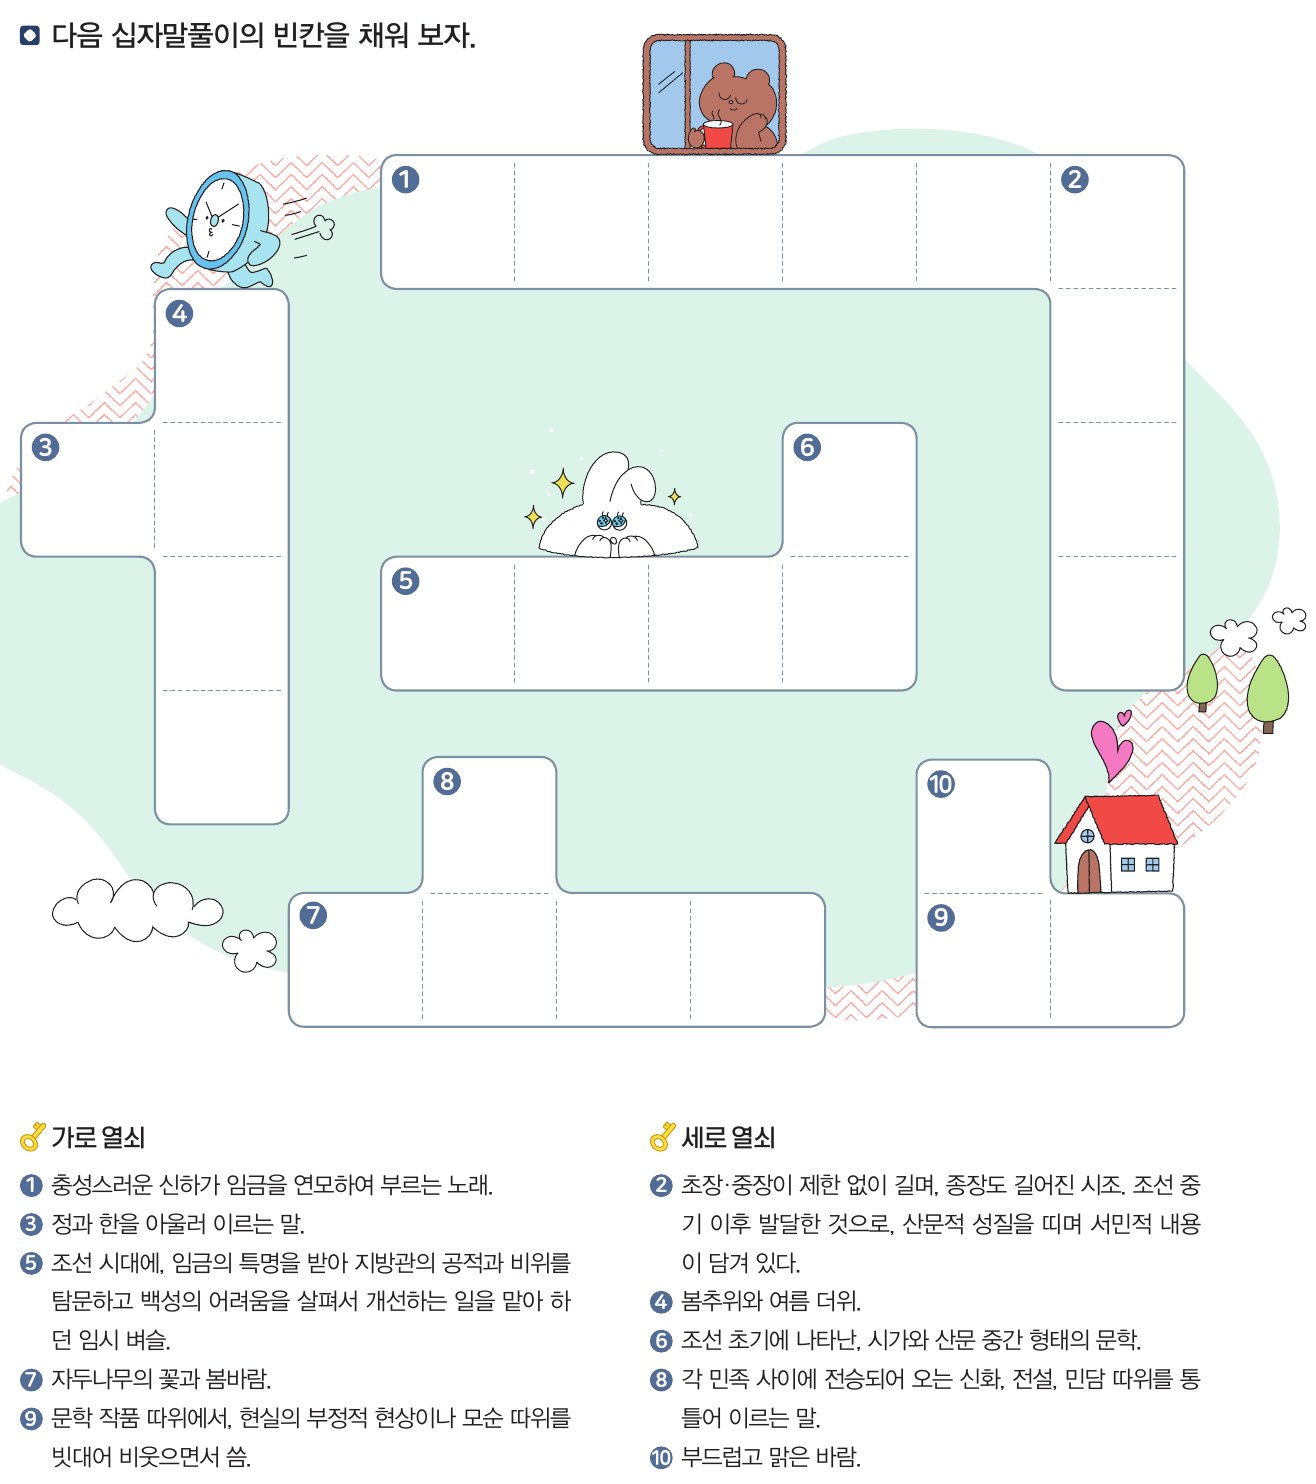 다음 십자말풀이의 빈칸을 채워 보자.
1
2
4
3
6
5
8
10
7
9
가로 열쇠
1 충성스러운 신하가 임금을 연모하여 부르는 노래.
3 정과 한을 아울러 이르는 말.
5 조선 시대에, 임금의 특명을 받아 지방관의 공적과 비위를
탐문하고 백성의 어려움을 살펴서 개선하는 일을 맡아 하
던 임시 벼슬.
7 자두나무의 꽃과 봄바람.
9 문학 작품 따위에서, 현실의 부정적 현상이나 모순 따위를
빗대어 비웃으면서 씀.
세로 열쇠
2 초장·중장이 제한 없이 길며, 종장도 길어진 시조. 조선 중
기 이후 발달한 것으로, 산문적 성질을 띠며 서민적 내용
이 담겨 있다.
4 봄추위와 여름 더위.
6 조선 초기에 나타난, 시가와 산문 중간 형태의 문학.
8 각 민족 사이에 전승되어 오는 신화, 전설, 민담 따위를 통
틀어 이르는 말.
10 부드럽고 맑은 바람.